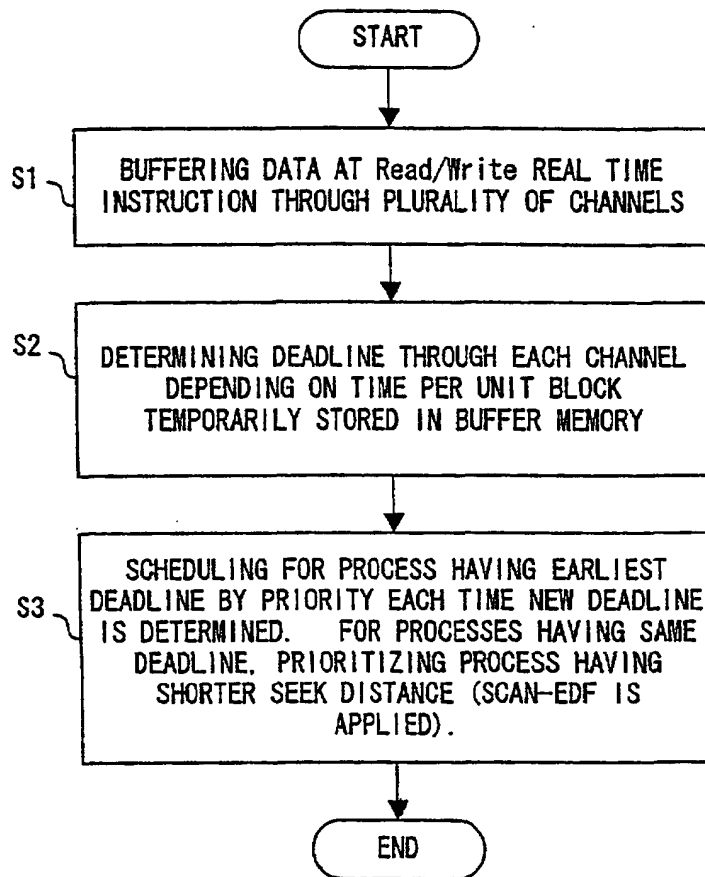 START
S1
BUFFERING DATA AT Read/Write REAL TIME
INSTRUCTION THROUGH PLURALITY OF CHANNELS
S2
DETERMINING DEADLINE THROUGH EACH CHANNEL
DEPENDING ON TIME PER UNIT BLOCK
TEMPORARILY STORED IN BUFFER MEMORY
S3
SCHEDULING FOR PROCESS HAVING EARLIEST
DEADLINE BY PRIORITY EACH TIME NEW DEADLINE
IS DETERMINED. FOR PROCESSES HAVING SAME
DEADLINE, PRIORITIZING PROCESS HAVING
SHORTER SEEK DISTANCE (SCAN-EDF IS
APPLIED).
END